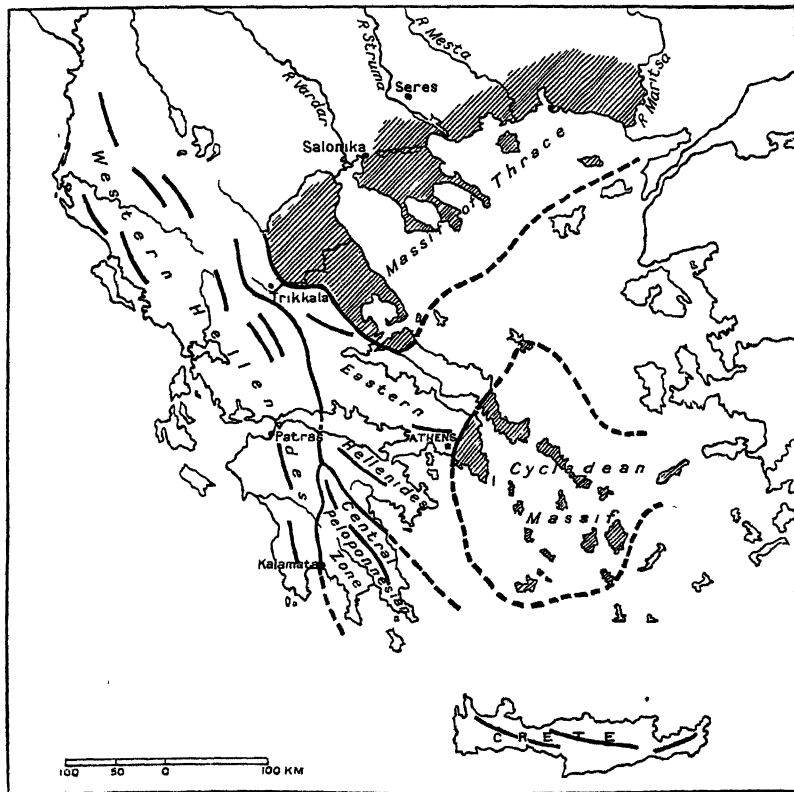 R Vardar
R Struma
R Mesta
R Maritsa
Seres
Salonika
Massif of Thrace
Western Hellenides
Trikkala
Eastern Hellenides
Patras
ATHENS
Cycladean
Massif
Central
Peloponnesian
Zone
Kalamata
CRETE
100 50 0 100 KM